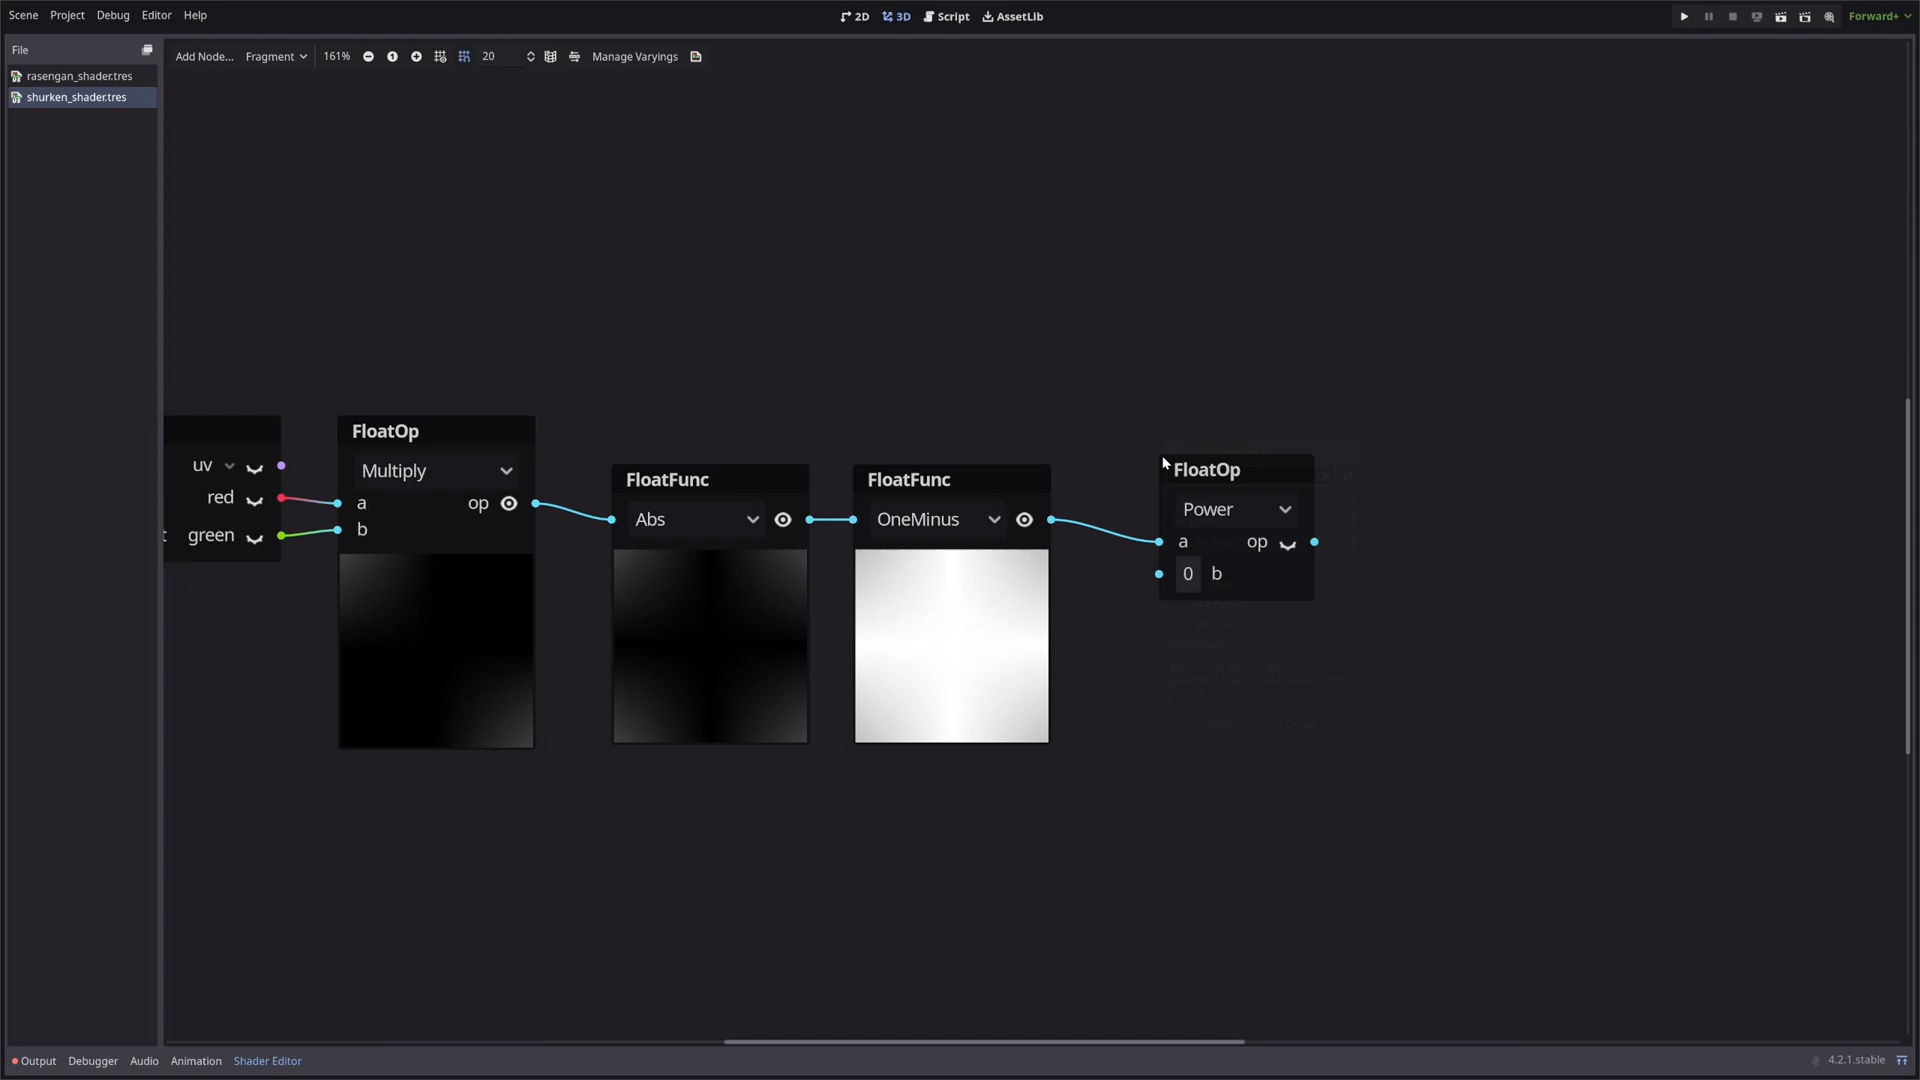 Scene Project Debug Editor Help
2D 3D Script AssetLib
Forward+
File
rasengan_shader.tres
shurken_shader.tres
Add Node... Fragment 161% 20 Manage Varyings
FloatOp
Multiply
uv
red
green
a op
b
FloatFunc
Abs
FloatFunc
OneMinus
FloatOp
Power
a op
0 b
Output Debugger Audio Animation Shader Editor
4.2.1.stable